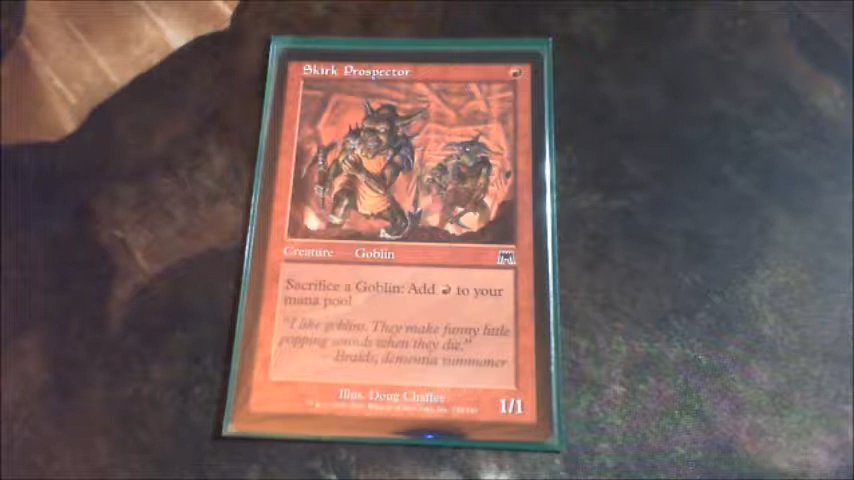 Skirk Prospector
Creature — Goblin
Sacrifice a Goblin: Add to your
mana pool.
"I like goblins. They make funny little
popping sounds when they die."
—Braids, dementia summoner
Illus. Doug Chaffee
1/1